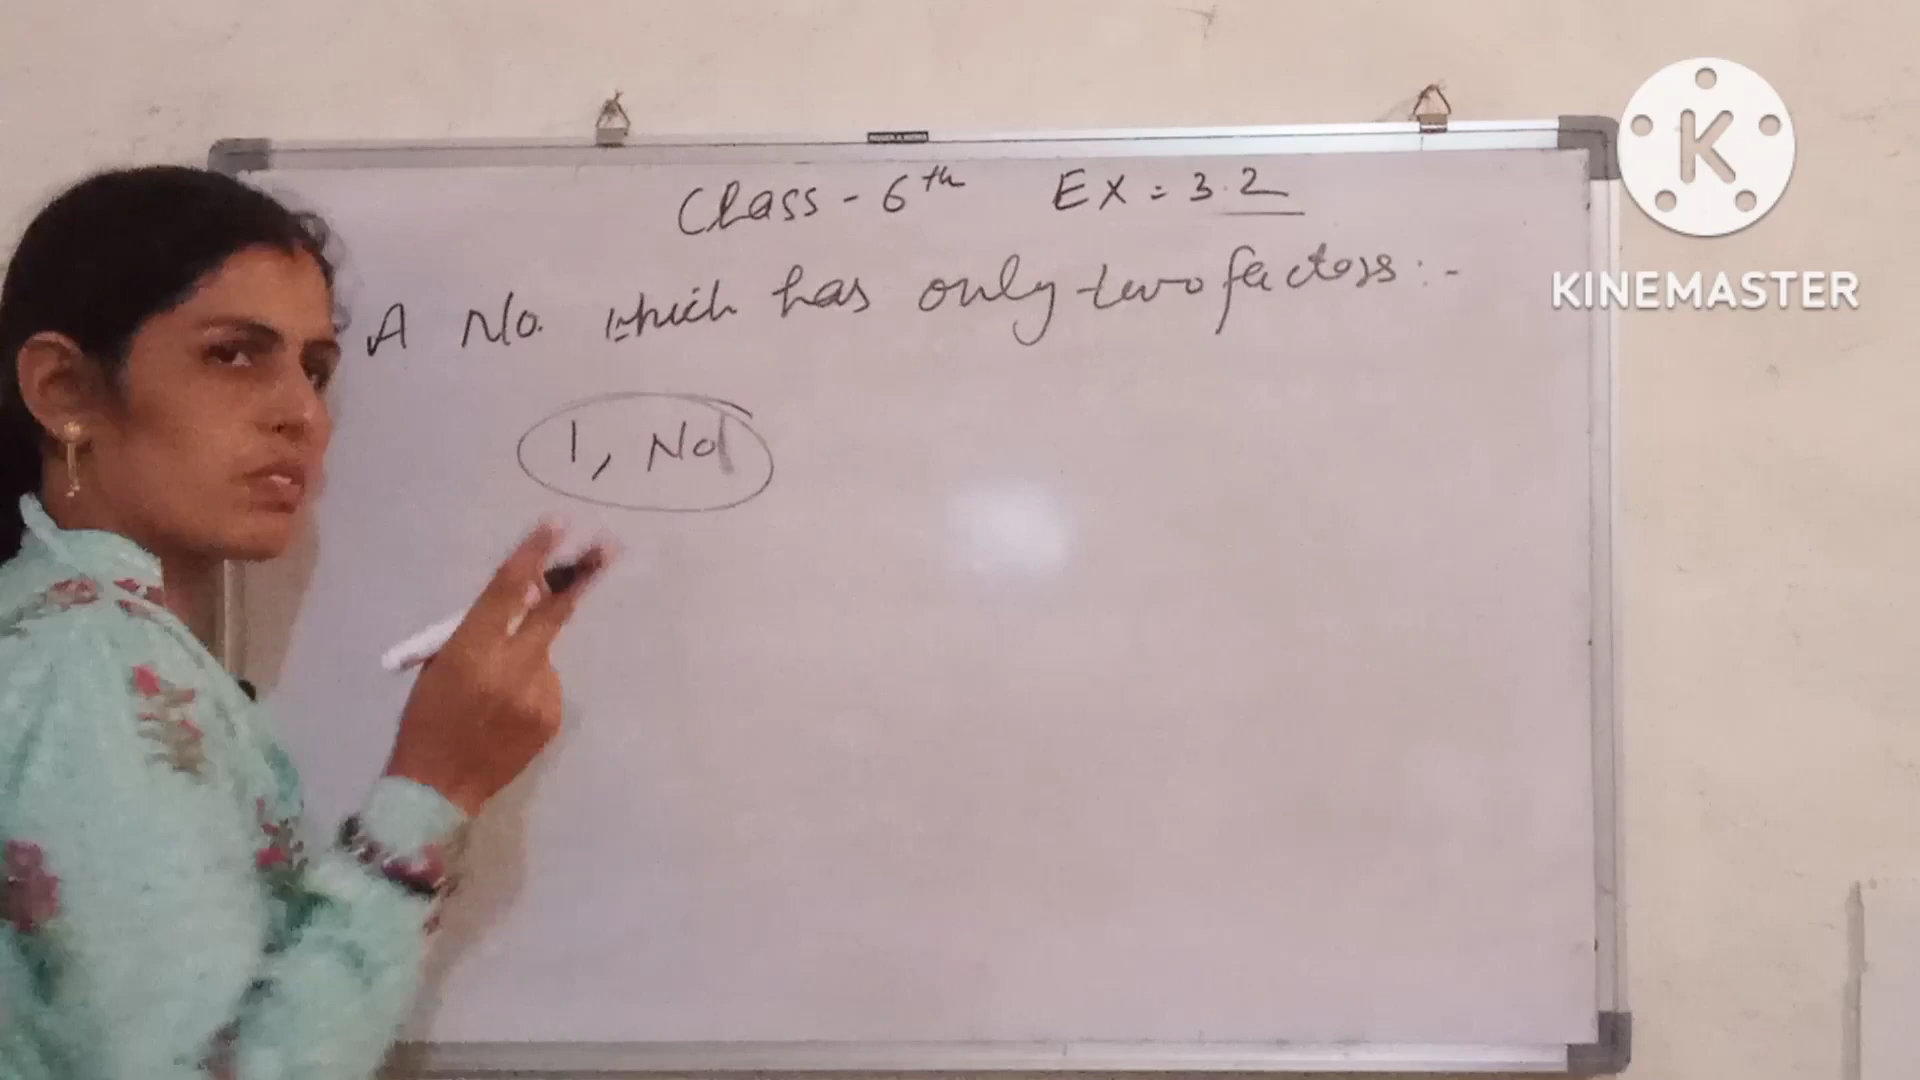 Class - 6th Ex = 3.2
A No. which has only two factors :-
1, No
K
KINEMASTER